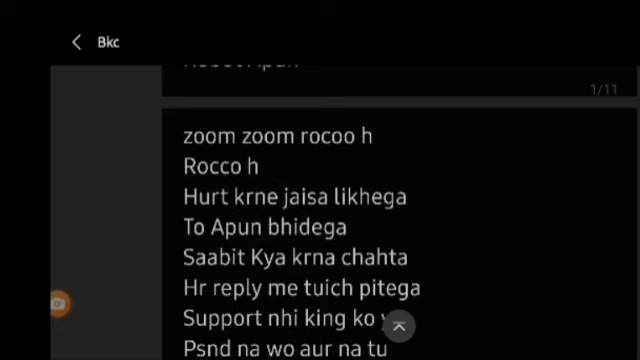 Bkc
1/11
zoom zoom rocoo h
Rocco h
Hurt krne jaisa likhega
To Apun bhidega
Saabit Kya krna chahta
Hr reply me tuich pitega
Support nhi king ko
Psnd na wo aur na tu